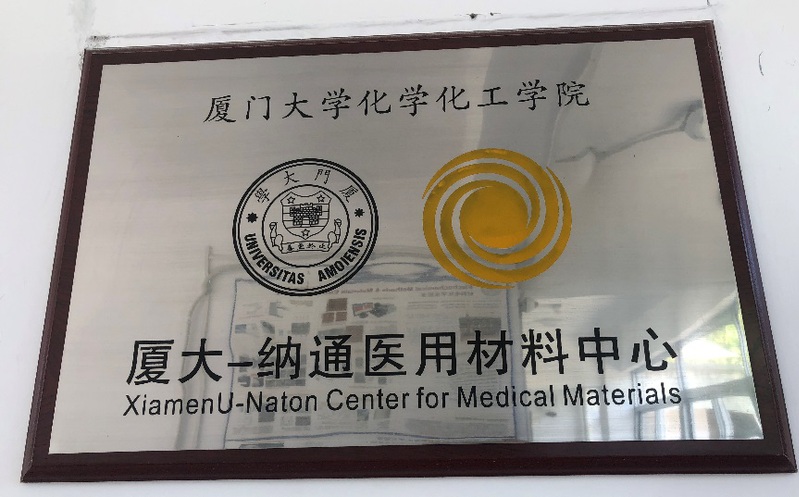 厦门大学化学化工学院
學大門厦
UNIVERSITAS AMOIENSIS
厦大-纳通医用材料中心
XiamenU-Naton Center for Medical Materials